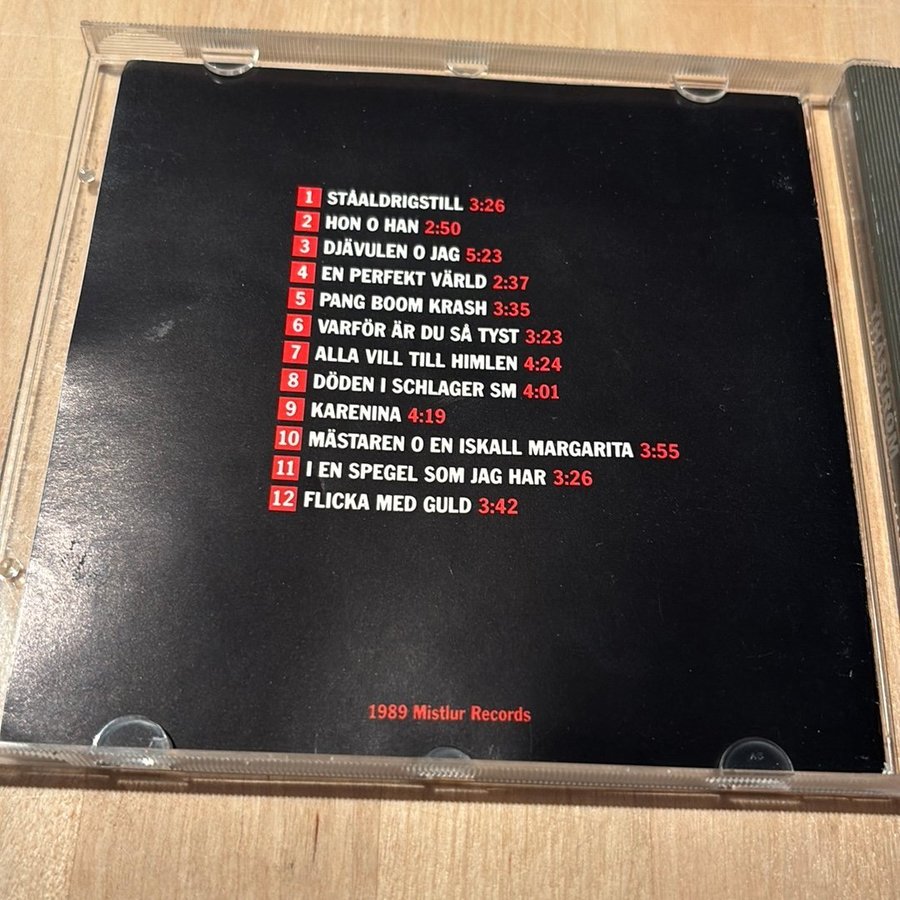 1 STÅALDRIGSTILL 3:26
2 HON O HAN 2:50
3 DJÄVULEN O JAG 5:23
4 EN PERFEKT VÄRLD 2:37
5 PANG BOOM KRASH 3:35
6 VARFÖR ÄR DU SÅ TYST 3:23
7 ALLA VILL TILL HIMLEN 4:24
8 DÖDEN I SCHLAGER SM 4:01
9 KARENINA 4:19
10 MÄSTAREN O EN ISKALL MARGARITA 3:55
11 I EN SPEGEL SOM JAG HAR 3:26
12 FLICKA MED GULD 3:42
1989 Mistlur Records